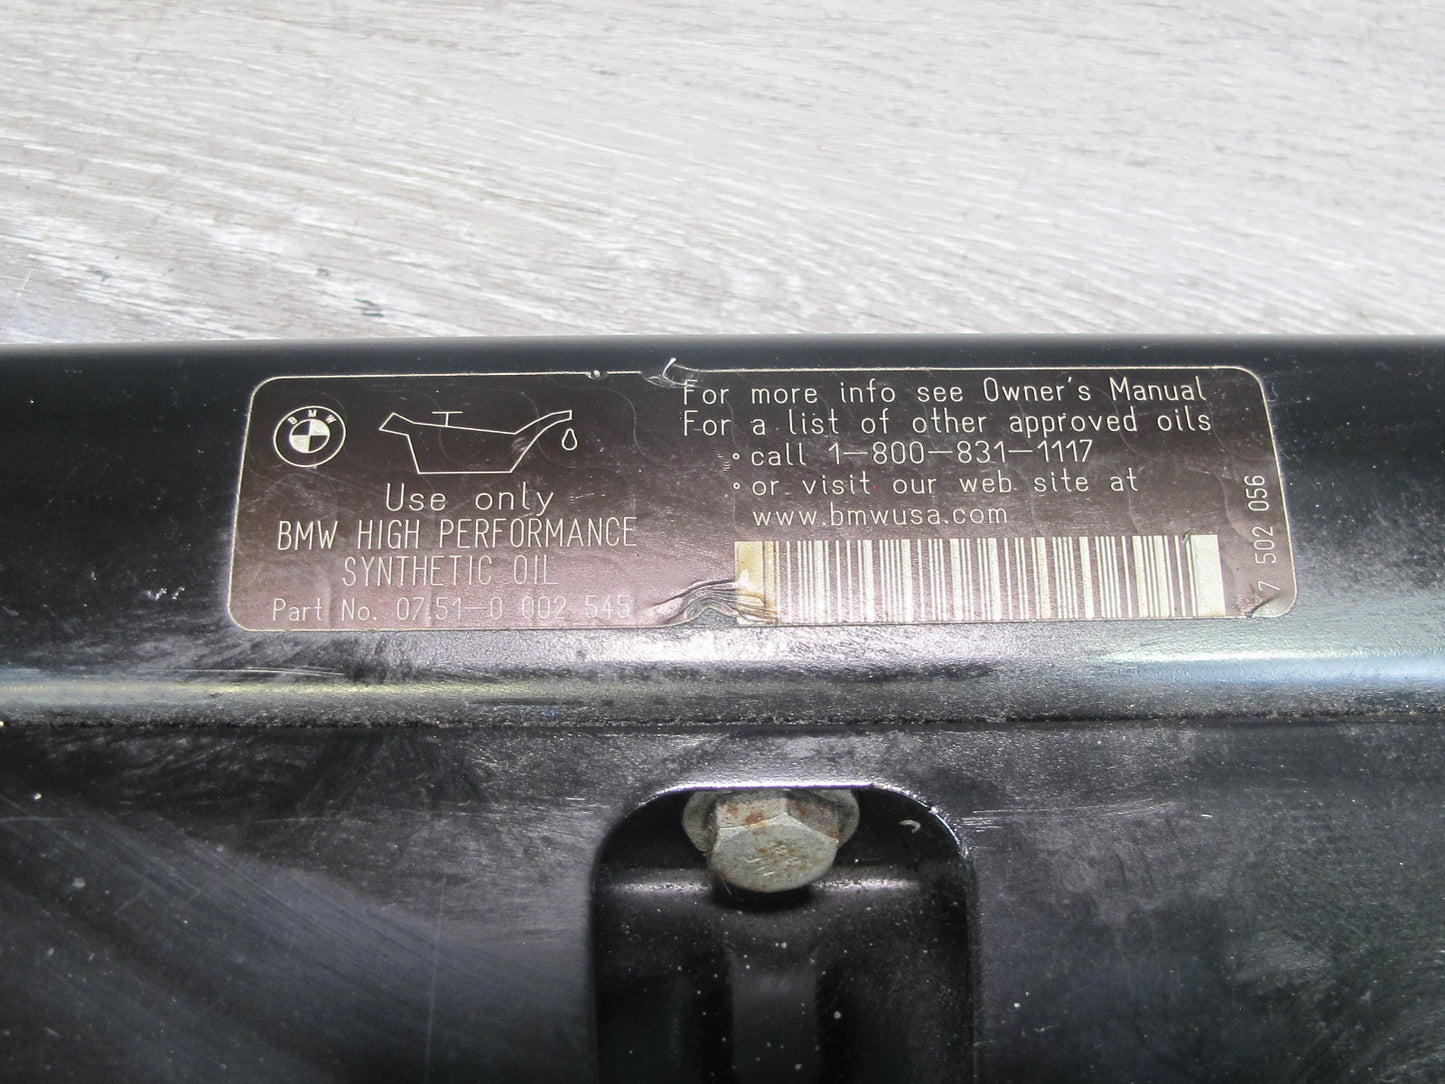 BMW
Use only
BMW HIGH PERFORMANCE
SYNTHETIC OIL
Part No. 07.51-0 002 545
For more info see Owner's Manual
For a list of other approved oils
°call 1-800-831-1117
°or visit our web site at
www.bmwusa.com
7 502 056